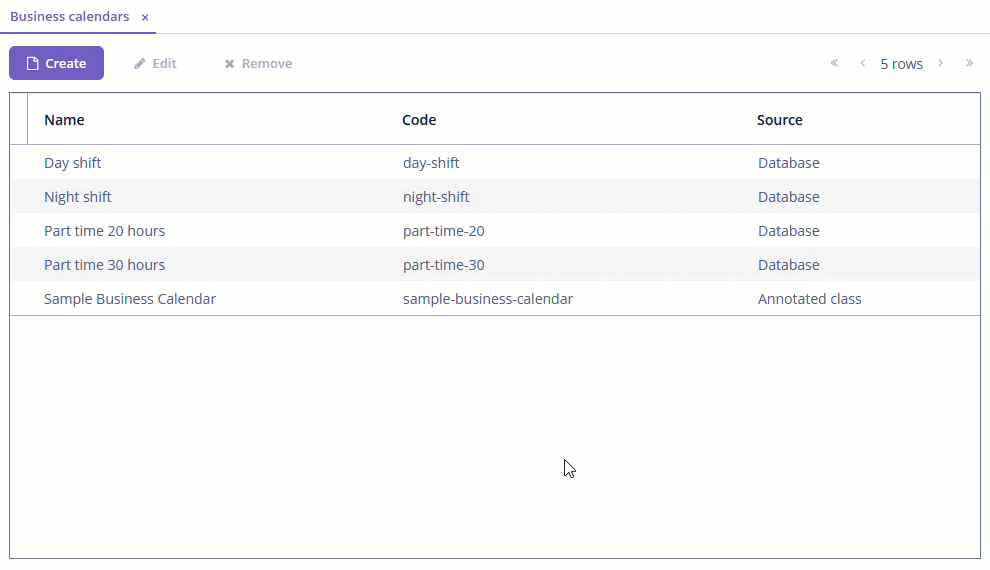 Business calendars ×
Create Edit Remove « ‹ 5 rows › »
Name Code Source
Day shift day-shift Database
Night shift night-shift Database
Part time 20 hours part-time-20 Database
Part time 30 hours part-time-30 Database
Sample Business Calendar sample-business-calendar Annotated class